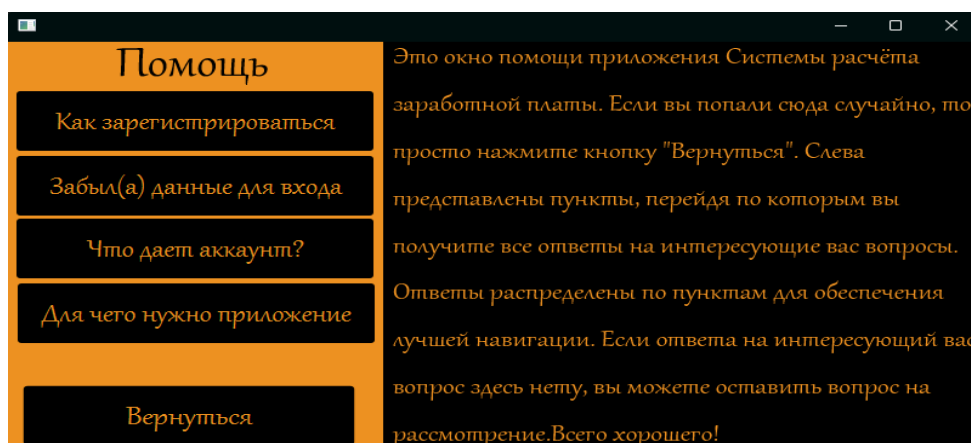 Помощь
Как зарегистрироваться
Забыл(а) данные для входа
Что дает аккаунт?
Для чего нужно приложение
Вернуться
Это окно помощи приложения Системы расчёта
заработной платы. Если вы попали сюда случайно, то
просто нажмите кнопку "Вернуться". Слева
представлены пункты, перейдя по которым вы
получите все ответы на интересующие вас вопросы.
Ответы распределены по пунктам для обеспечения
лучшей навигации. Если ответа на интересующий вас
вопрос здесь нету, вы можете оставить вопрос на
рассмотрение.Всего хорошего!